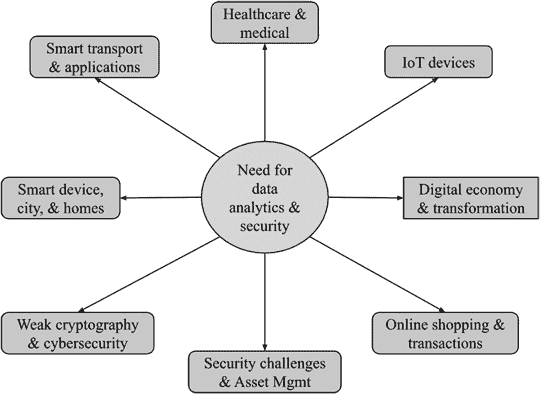 Healthcare &
medical
Smart transport
& applications
IoT devices
Need for
data
analytics &
security
Smart device,
city, & homes
Digital economy
& transformation
Weak cryptography
& cybersecurity
Online shopping &
transactions
Security challenges
& Asset Mgmt